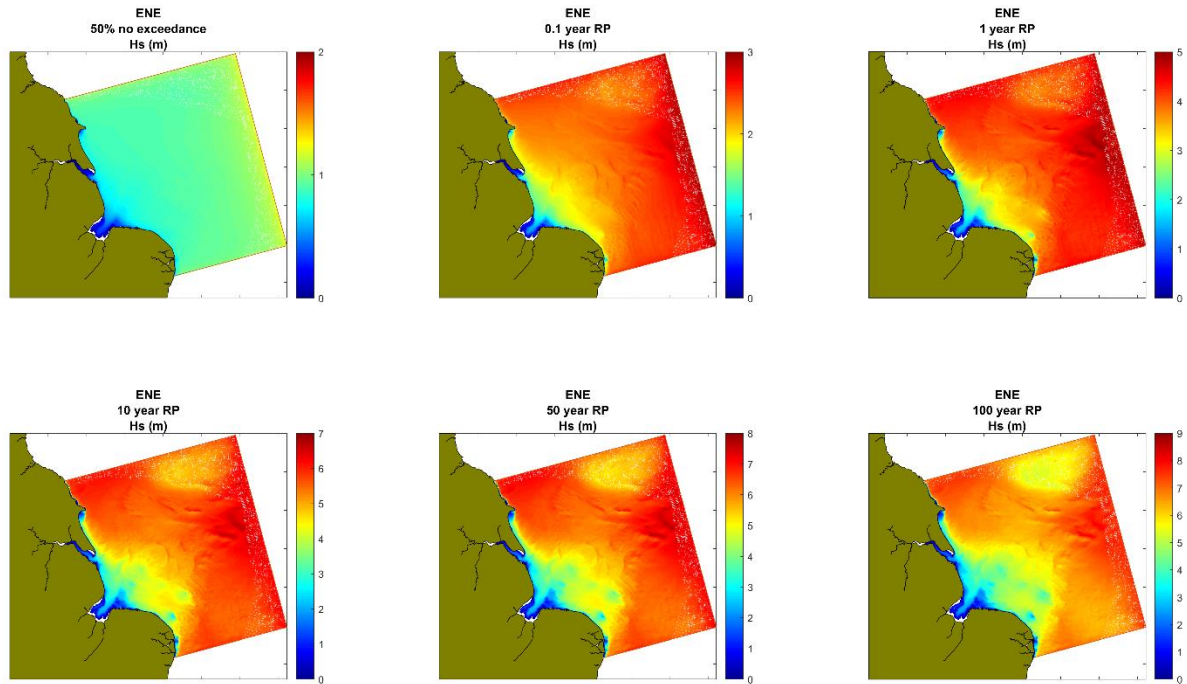 ENE
50% no exceedance
Hs (m)
2
1
0
ENE
0.1 year RP
Hs (m)
3
2
1
0
ENE
1 year RP
Hs (m)
5
4
3
2
1
0
ENE
10 year RP
Hs (m)
7
6
5
4
3
2
1
0
ENE
50 year RP
Hs (m)
8
7
6
5
4
3
2
1
0
ENE
100 year RP
Hs (m)
9
8
7
6
5
4
3
2
1
0